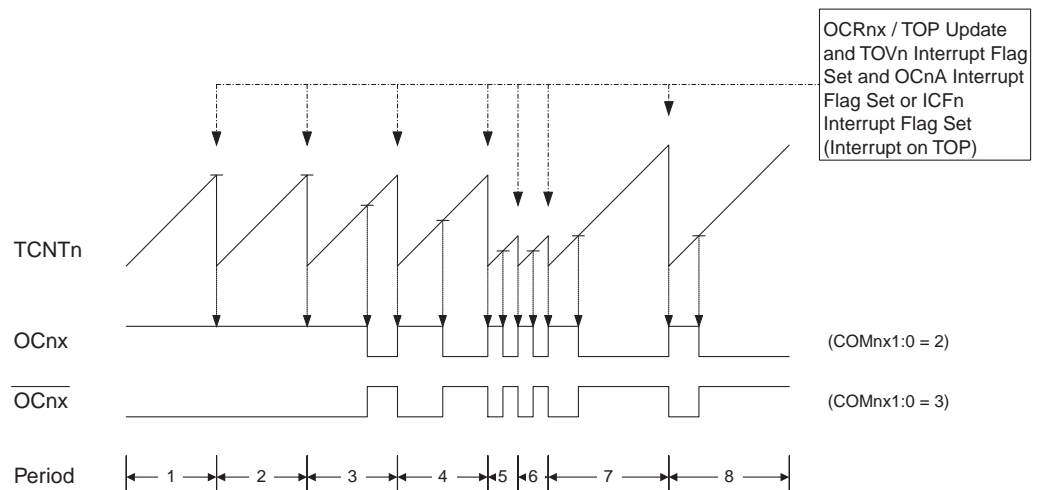 OCRnx / TOP Update
and TOVn Interrupt Flag
Set and OCnA Interrupt
Flag Set or ICFn
Interrupt Flag Set
(Interrupt on TOP)
TCNTn
OCnx
(COMnx1:0 = 2)
OCnx
(COMnx1:0 = 3)
Period
1
2
3
4
5
6
7
8